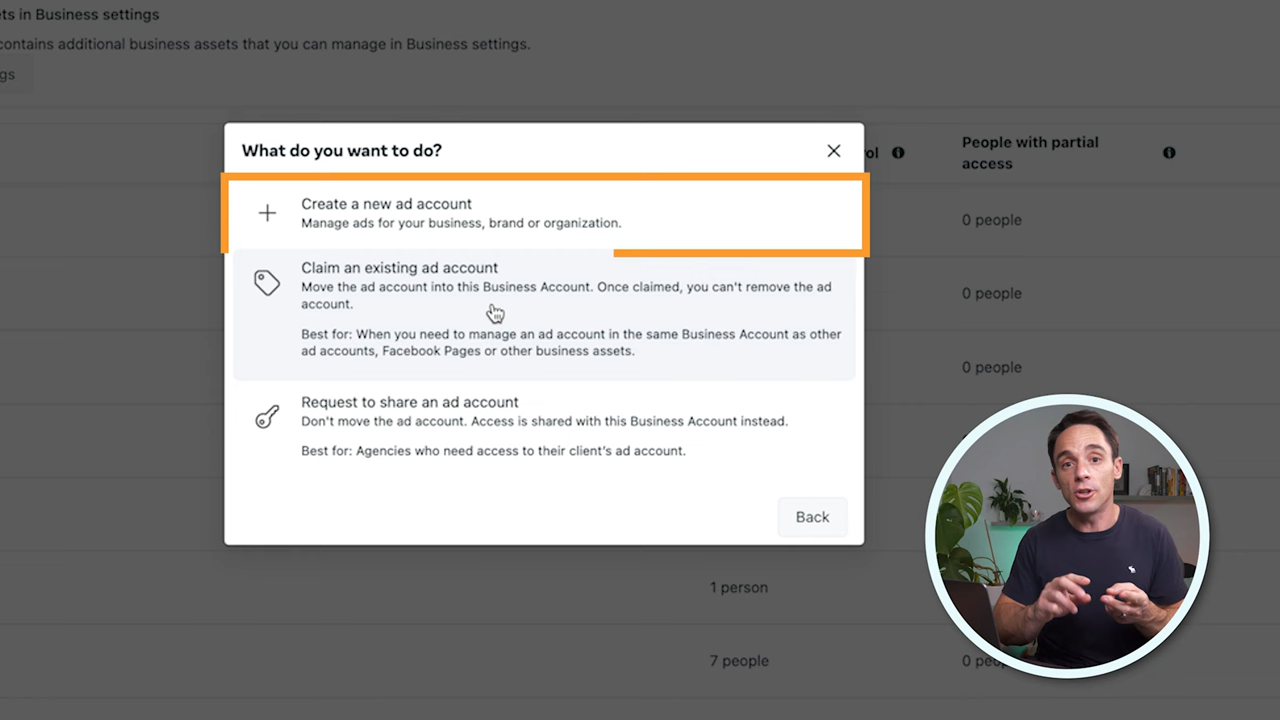 ets in Business settings
contains additional business assets that you can manage in Business settings.
gs
What do you want to do?
ol
People with partial
access
Create a new ad account
Manage ads for your business, brand or organization.
0 people
Claim an existing ad account
Move the ad account into this Business Account. Once claimed, you can't remove the ad
account.
0 people
Best for: When you need to manage an ad account in the same Business Account as other
ad accounts, Facebook Pages or other business assets.
0 people
Request to share an ad account
Don't move the ad account. Access is shared with this Business Account instead.
Best for: Agencies who need access to their client's ad account.
Back
1 person
7 people
0 peo